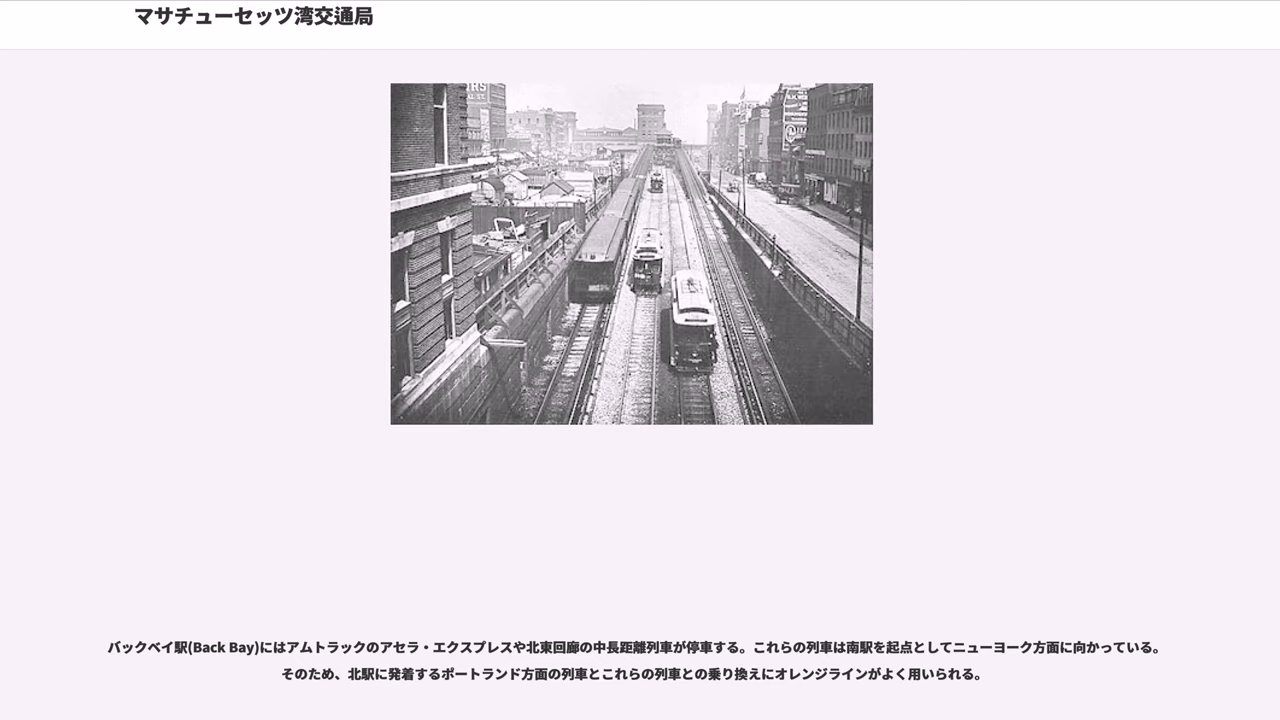 マサチューセッツ湾交通局
バックベイ駅(Back Bay)にはアムトラックのアセラ・エクスプレスや北東回廊の中長距離列車が停車する。これらの列車は南駅を起点としてニューヨーク方面に向かっている。
そのため、北駅に発着するポートランド方面の列車とこれらの列車との乗り換えにオレンジラインがよく用いられる。